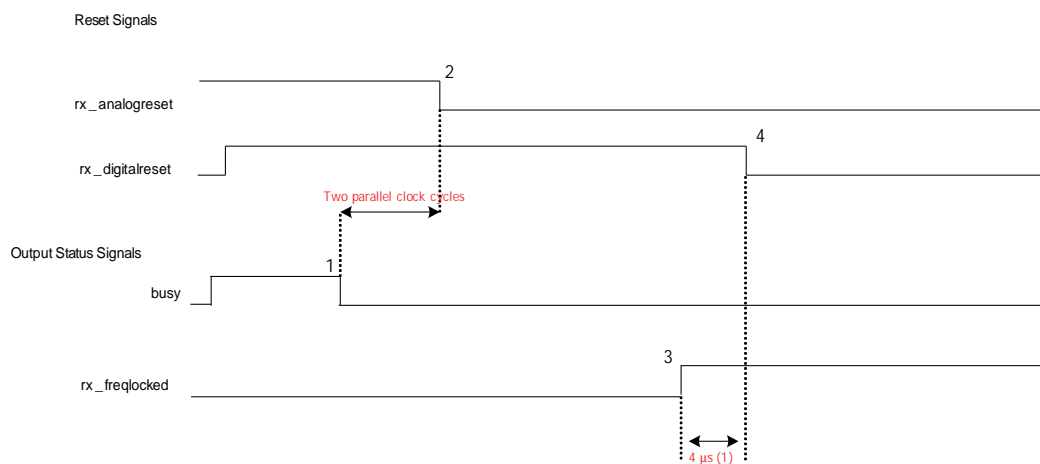 Reset Signals
2
rx_analogreset
4
rx_digitalreset
Two parallel clock cycles
Output Status Signals
1
busy
3
rx_freqlocked
4 µs (1)